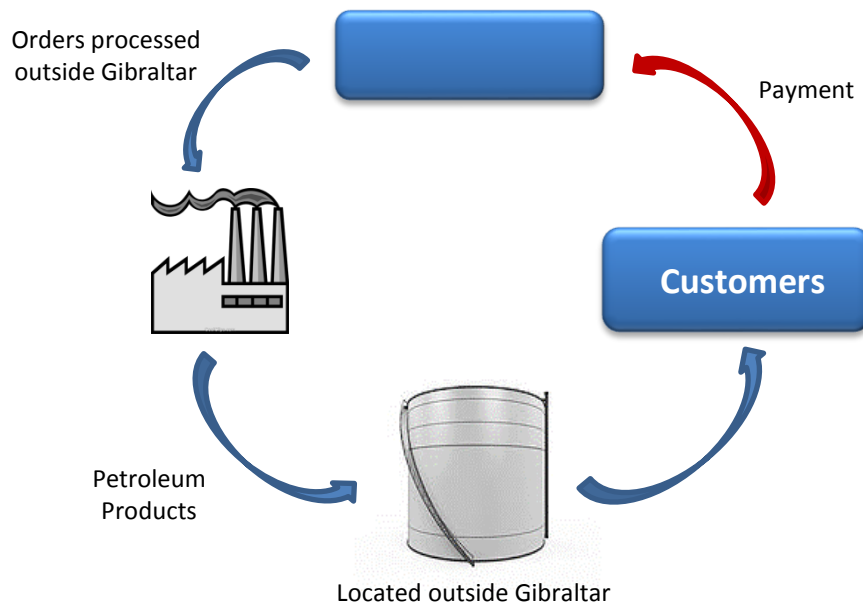 Orders processed
outside Gibraltar
Payment
Customers
Petroleum
Products
Located outside Gibraltar